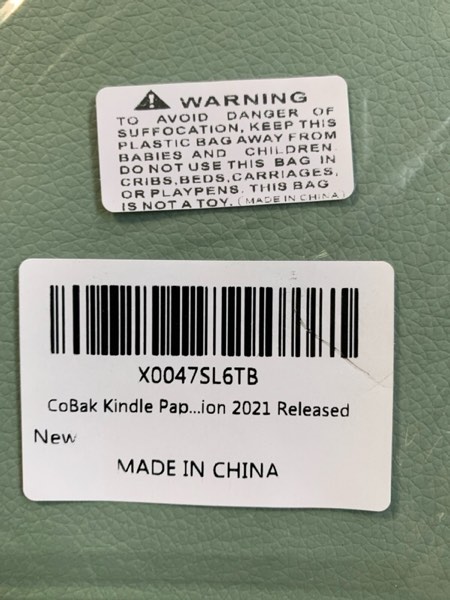 WARNING
TO AVOID DANGER OF
SUFFOCATION, KEEP THIS
PLASTIC BAG AWAY FROM
BABIES AND CHILDREN.
DO NOT USE THIS BAG IN
CRIBS,BEDS,CARRIAGES,
OR PLAYPENS. THIS BAG
IS NOT A TOY. (MADE IN CHINA)
X0047SL6TB
CoBak Kindle Pap...ion 2021 Released
New
MADE IN CHINA